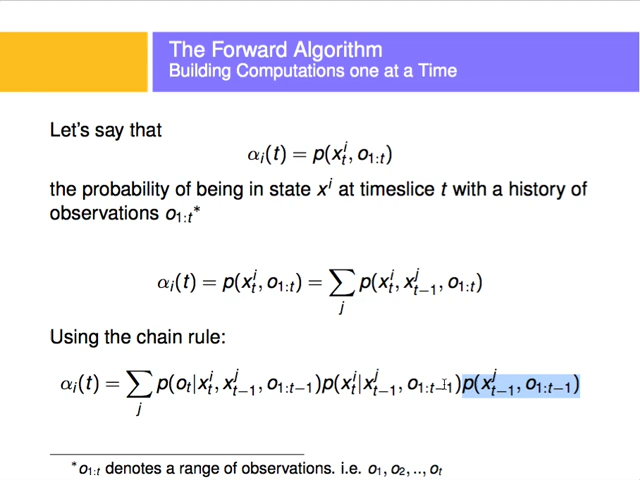 The Forward Algorithm
Building Computations one at a Time
Let's say that
αᵢ(t) = p(xᵢₜ, o₁:ₜ)
the probability of being in state xⁱ at timeslice t with a history of
observations o₁:ₜ*
αᵢ(t) = p(xⁱₜ, o₁:ₜ) = ∑ⱼ p(xⁱₜ, xʲₜ₋₁, o₁:ₜ)
Using the chain rule:
αᵢ(t) = ∑ⱼ p(oₜ|xⁱₜ, xʲₜ₋₁, o₁:ₜ₋₁)p(xⁱₜ|xʲₜ₋₁, o₁:ₜ₋₁)p(xʲₜ₋₁, o₁:ₜ₋₁)
*o₁:ₜ denotes a range of observations. i.e. o₁, o₂, .., oₜ